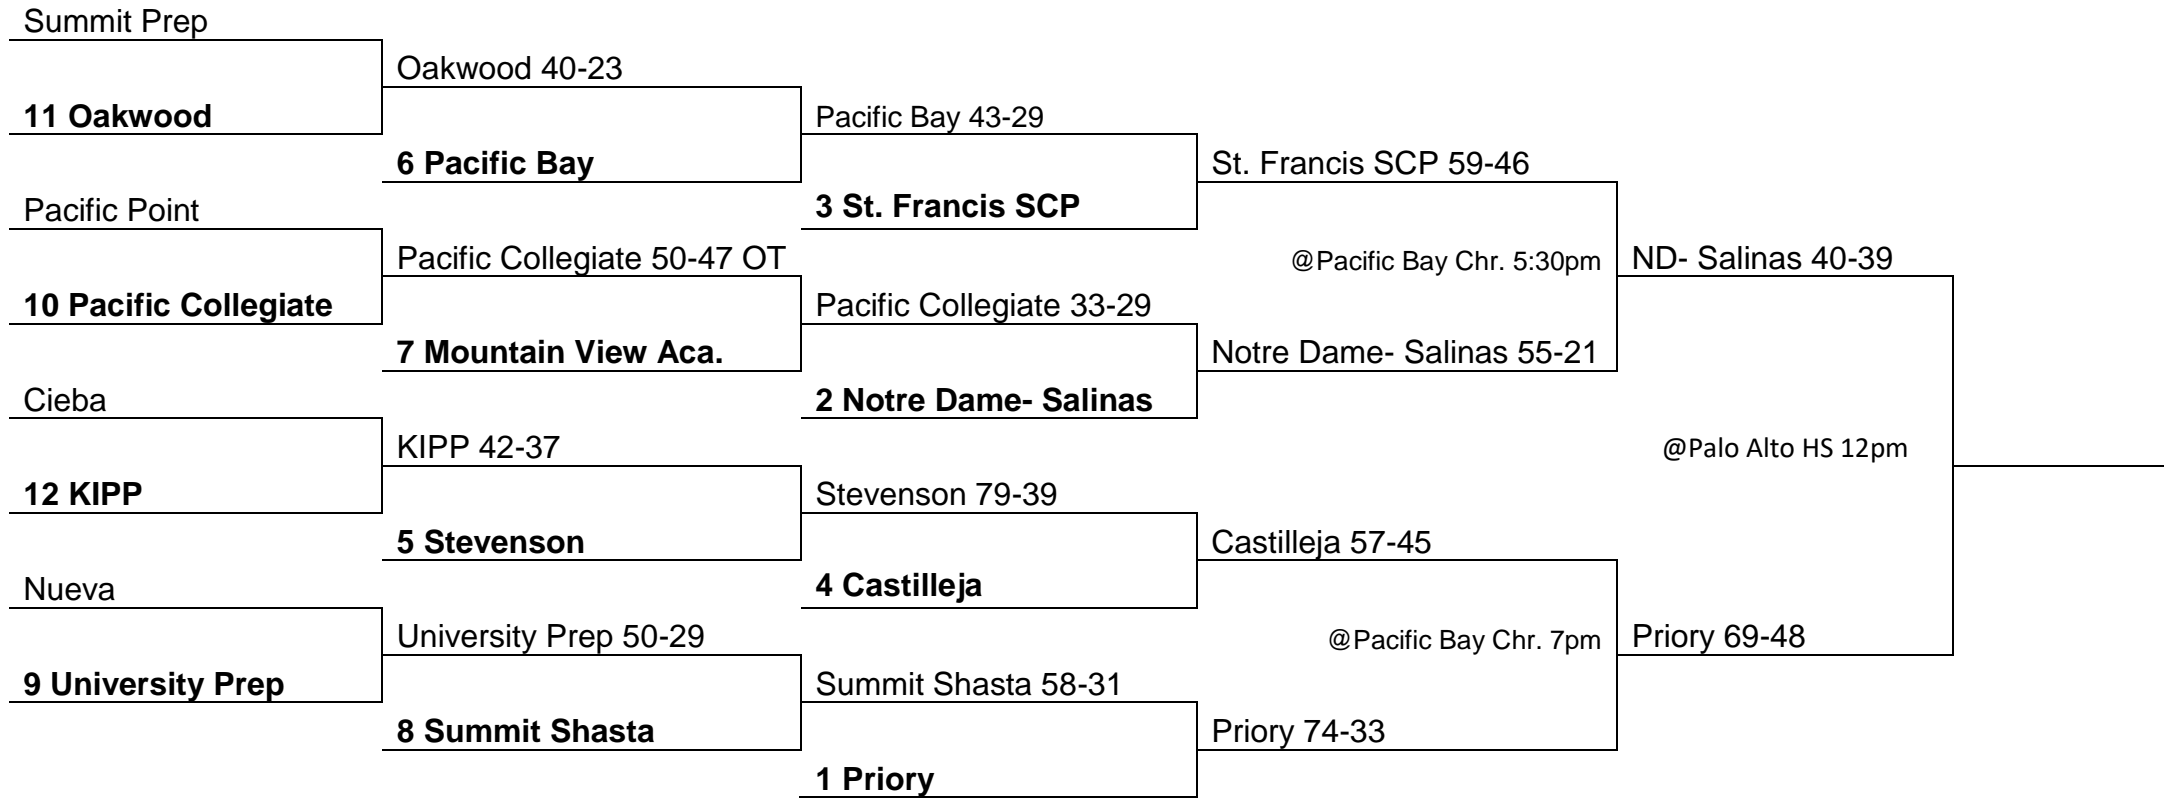 Summit Prep
Oakwood 40-23
11 Oakwood
Pacific Bay 43-29
6 Pacific Bay
St. Francis SCP 59-46
Pacific Point
3 St. Francis SCP
Pacific Collegiate 50-47 OT
@Pacific Bay Chr. 5:30pm
ND- Salinas 40-39
10 Pacific Collegiate
Pacific Collegiate 33-29
7 Mountain View Aca.
Notre Dame- Salinas 55-21
Cieba
2 Notre Dame- Salinas
KIPP 42-37
@Palo Alto HS 12pm
12 KIPP
Stevenson 79-39
5 Stevenson
Castilleja 57-45
Nueva
4 Castilleja
University Prep 50-29
@Pacific Bay Chr. 7pm
Priory 69-48
9 University Prep
Summit Shasta 58-31
8 Summit Shasta
Priory 74-33
1 Priory